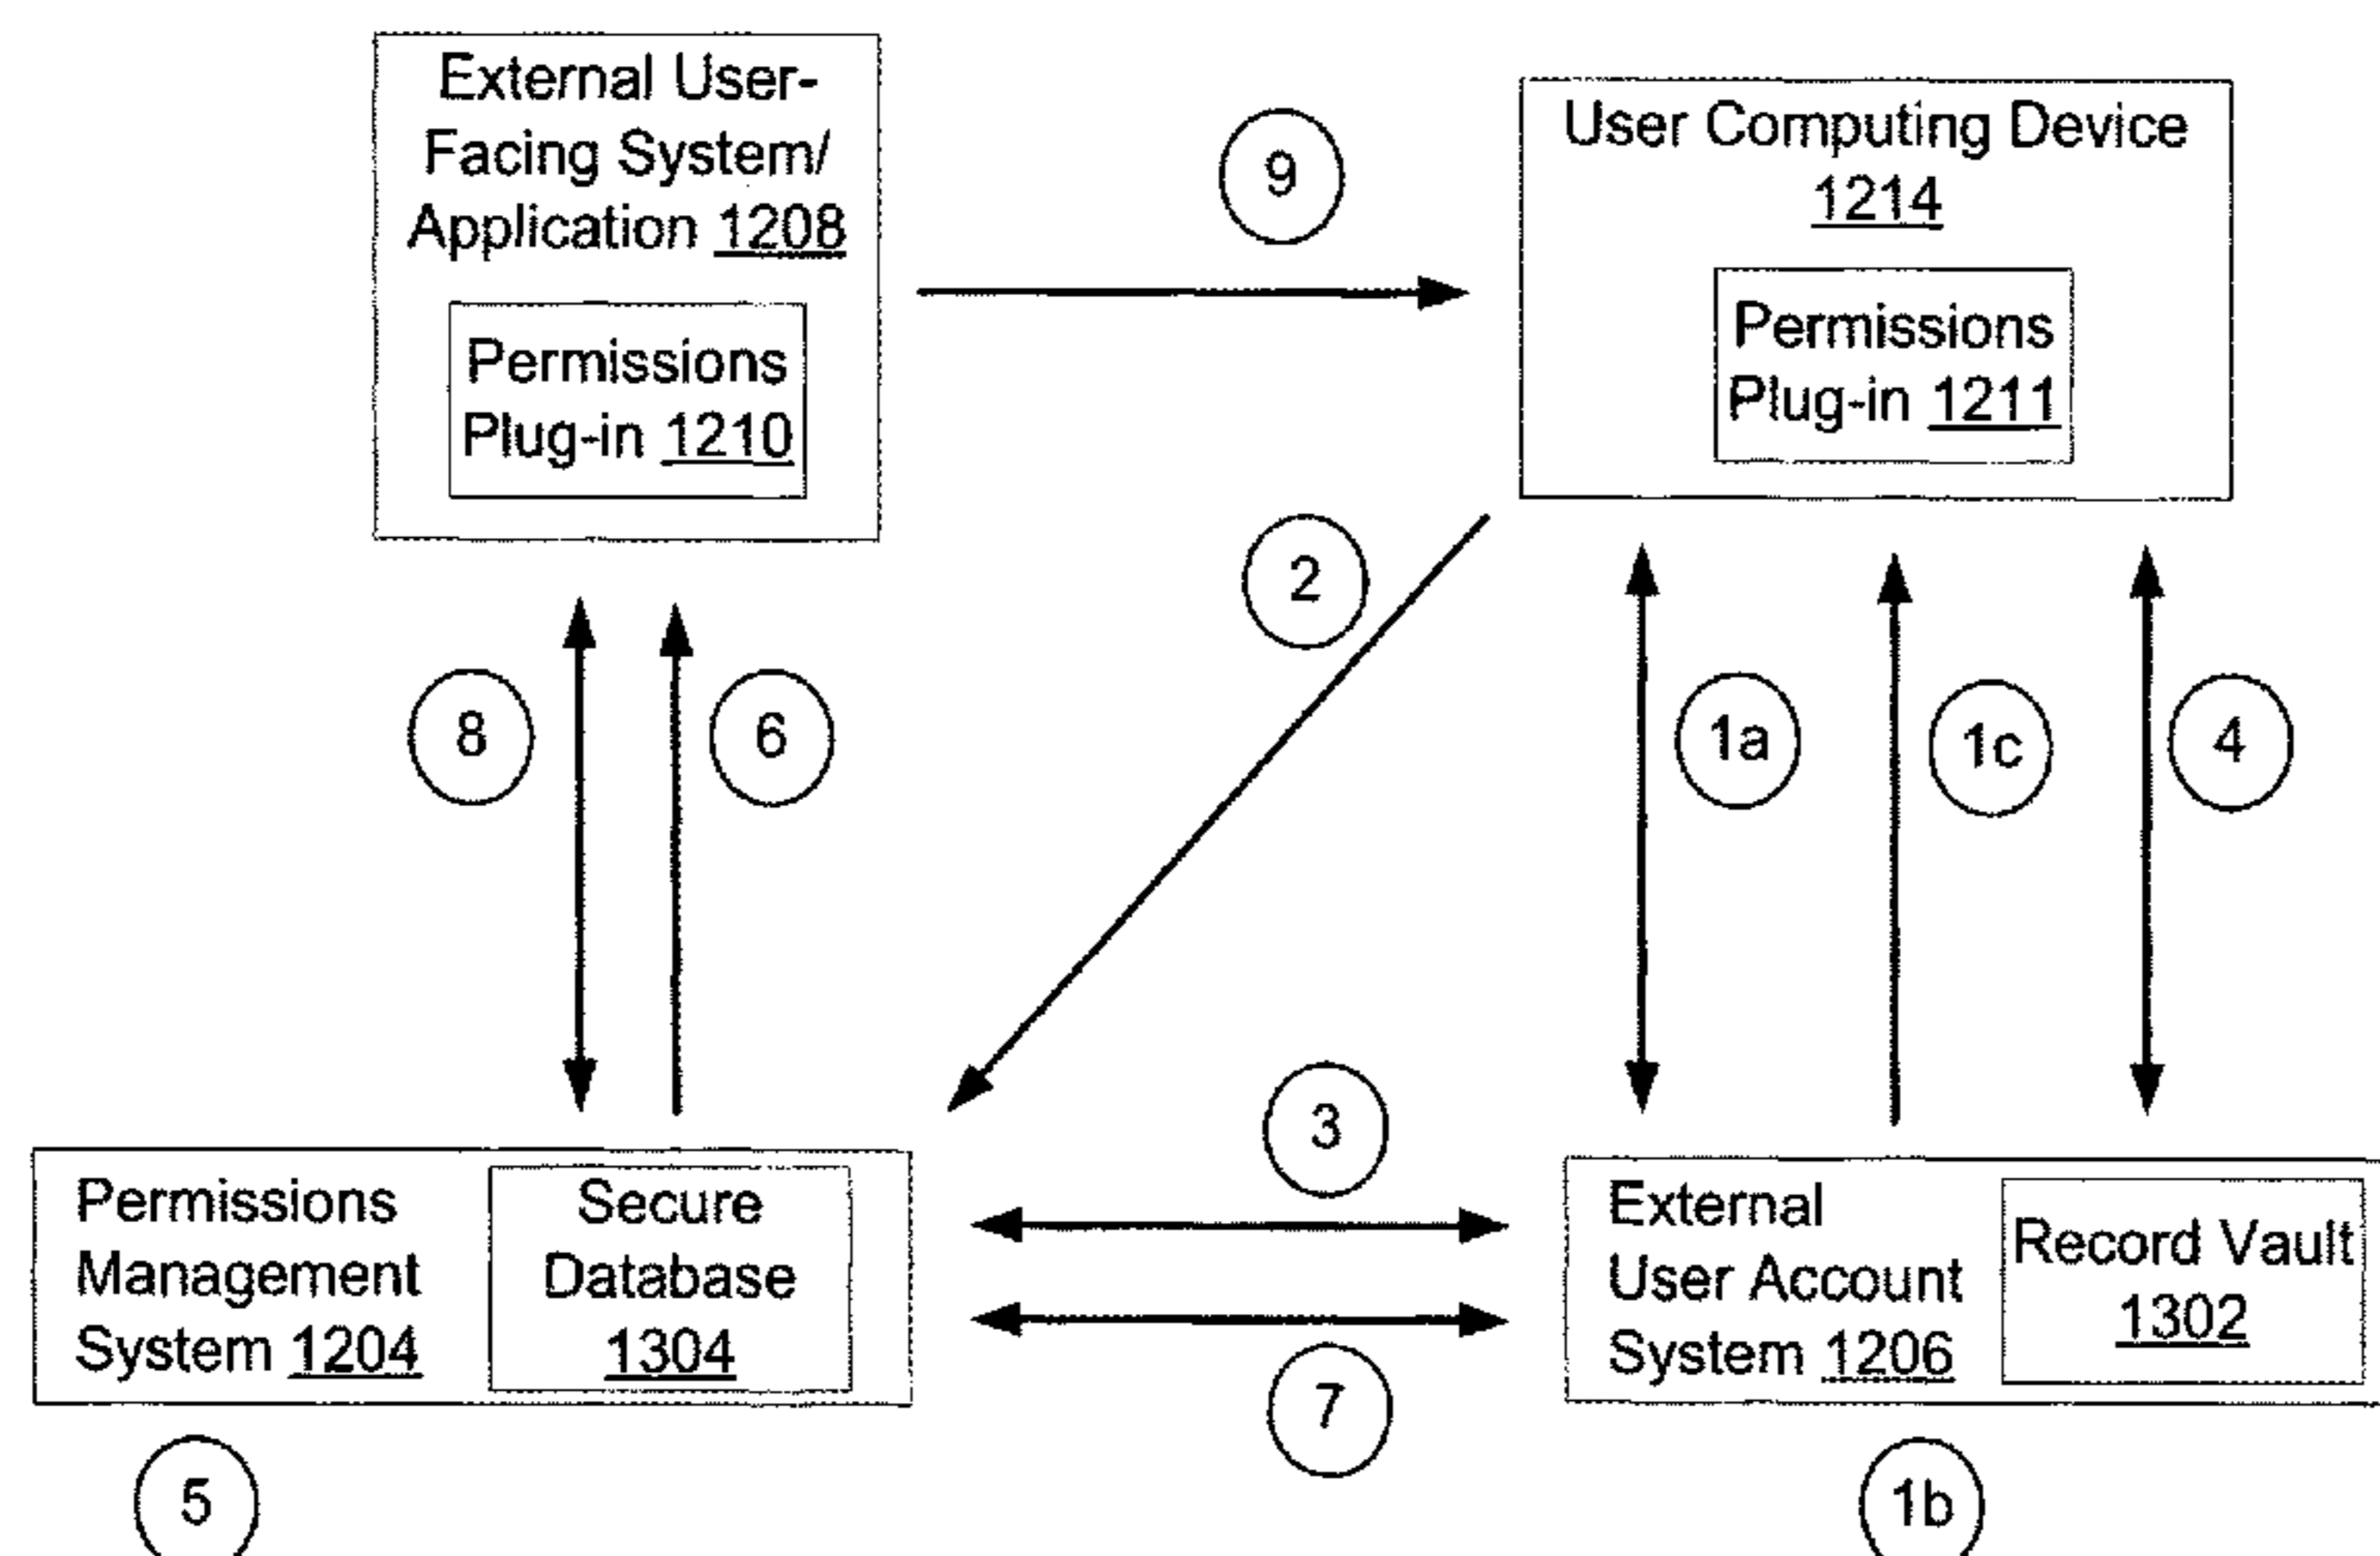 External User-
Facing System/
Application 1208
Permissions
Plug-in 1210
9
User Computing Device
1214
Permissions
Plug-in 1211
2
8
6
1a
1c
4
3
Permissions
Management
System 1204
Secure
Database
1304
External
User Account
System 1206
Record Vault
1302
7
5
1b